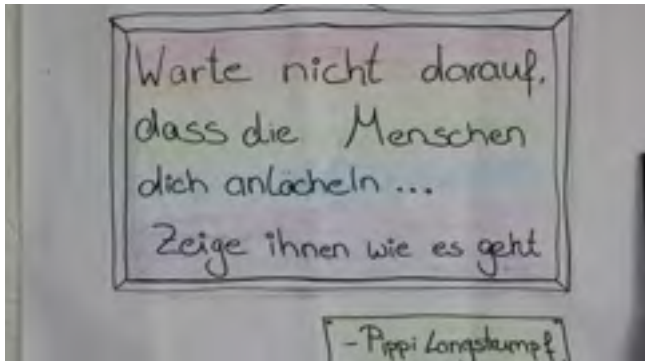 Warte nicht darauf,
dass die Menschen
dich anlächeln ...
Zeige ihnen wie es geht
- Pippi Langstrumpf